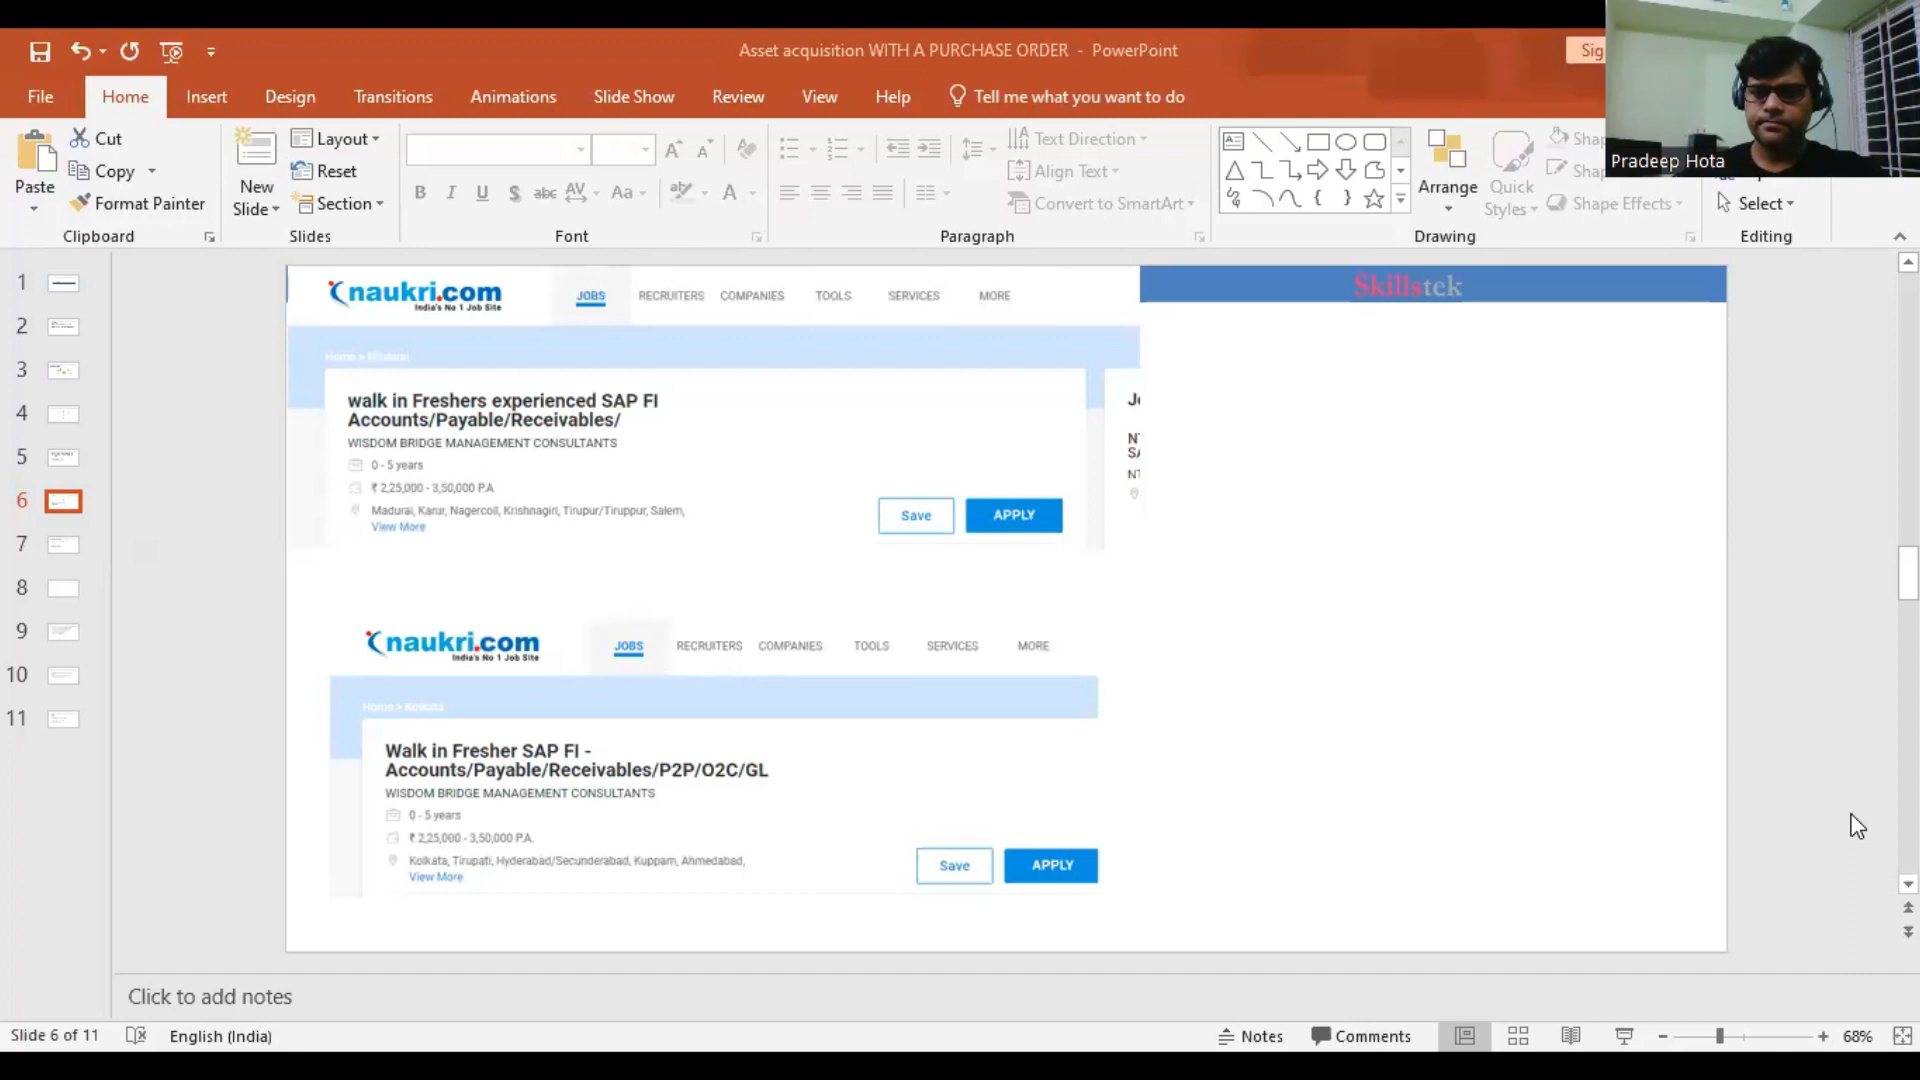 Asset acquisition WITH A PURCHASE ORDER - PowerPoint
Sig
File Home Insert Design Transitions Animations Slide Show Review View Help Tell me what you want to do
Paste
Cut
Copy
Format Painter
Clipboard
New Slide
Layout
Reset
Section
Slides
Font
Text Direction
Align Text
Convert to SmartArt
Paragraph
Arrange
Quick Styles
Shap
Shap
Shape Effects
Drawing
Select
Editing
Pradeep Hota
1
2
3
4
5
6
7
8
9
10
11
naukri.com
India's No 1 Job Site
JOBS RECRUITERS COMPANIES TOOLS SERVICES MORE
Skillstek
Home » Madurai
walk in Freshers experienced SAP FI
Accounts/Payable/Receivables/
WISDOM BRIDGE MANAGEMENT CONSULTANTS
0 - 5 years
₹ 2,25,000 - 3,50,000 P.A
Madurai, Karur, Nagercoil, Krishnagiri, Tirupur/Tiruppur, Salem,
View More
Save APPLY
naukri.com
India's No 1 Job Site
JOBS RECRUITERS COMPANIES TOOLS SERVICES MORE
Home » Kolkata
Walk in Fresher SAP FI -
Accounts/Payable/Receivables/P2P/O2C/GL
WISDOM BRIDGE MANAGEMENT CONSULTANTS
0 - 5 years
₹ 2,25,000 - 3,50,000 P.A.
Kolkata, Tirupati, Hyderabad/Secunderabad, Kuppam, Ahmedabad,
View More
Save APPLY
Click to add notes
Slide 6 of 11 English (India) Notes Comments 68%